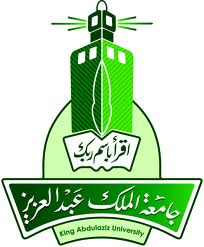 اقرأ باسم ربك
جامعة الملك عبد العزيز
King Abdulaziz University